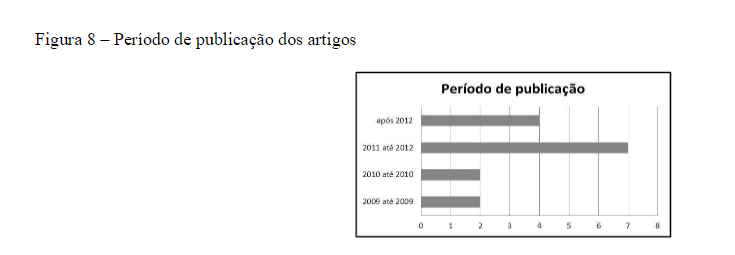 Figura 8 – Período de publicação dos artigos
Período de publicação
após 2012
2011 até 2012
2010 até 2010
2009 até 2009
0 1 2 3 4 5 6 7 8